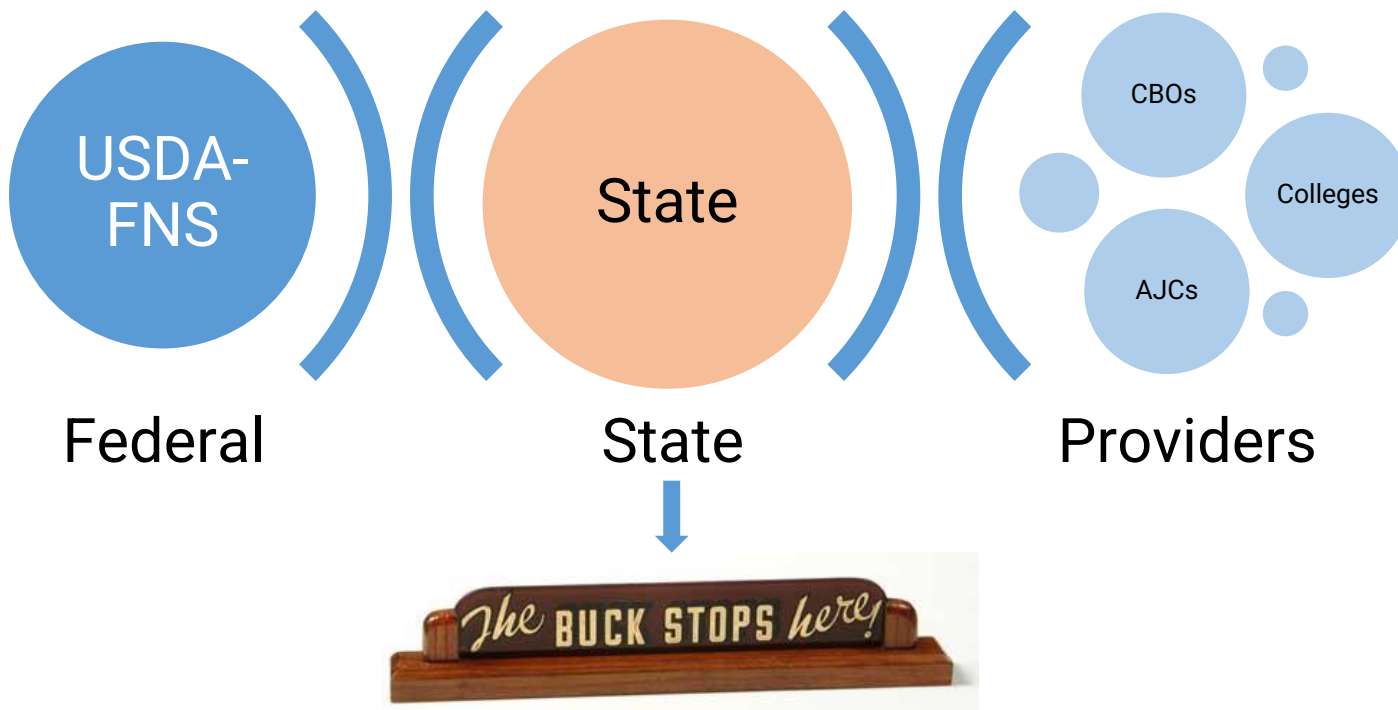 USDA-
FNS
State
CBOs
Colleges
AJCs
Federal
State
Providers
The BUCK STOPS here!